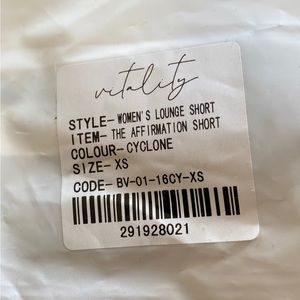 vitality
STYLE- WOMEN'S LOUNGE SHORT
ITEM- THE AFFIRMATION SHORT
COLOUR- CYCLONE
SIZE- XS
CODE- BV-01-16CY-XS
291928021